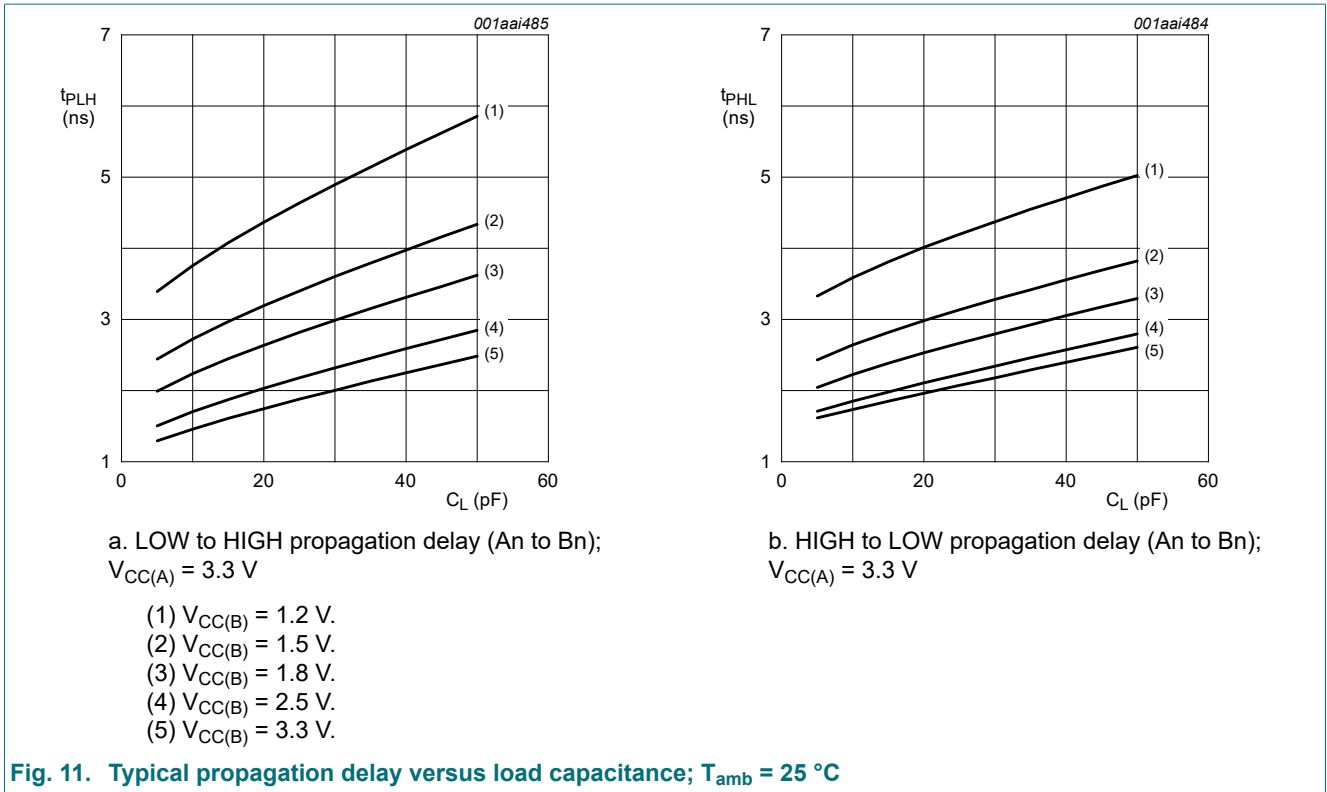 001aai485
7
tPLH
(ns)
(1)
5
(2)
(3)
3
(4)
(5)
1
0
20
40
60
CL (pF)
a. LOW to HIGH propagation delay (An to Bn);
VCC(A) = 3.3 V
001aai484
7
tPHL
(ns)
(1)
5
(2)
(3)
3
(4)
(5)
1
0
20
40
60
CL (pF)
b. HIGH to LOW propagation delay (An to Bn);
VCC(A) = 3.3 V
(1) VCC(B) = 1.2 V.
(2) VCC(B) = 1.5 V.
(3) VCC(B) = 1.8 V.
(4) VCC(B) = 2.5 V.
(5) VCC(B) = 3.3 V.
Fig. 11. Typical propagation delay versus load capacitance; Tamb = 25 °C